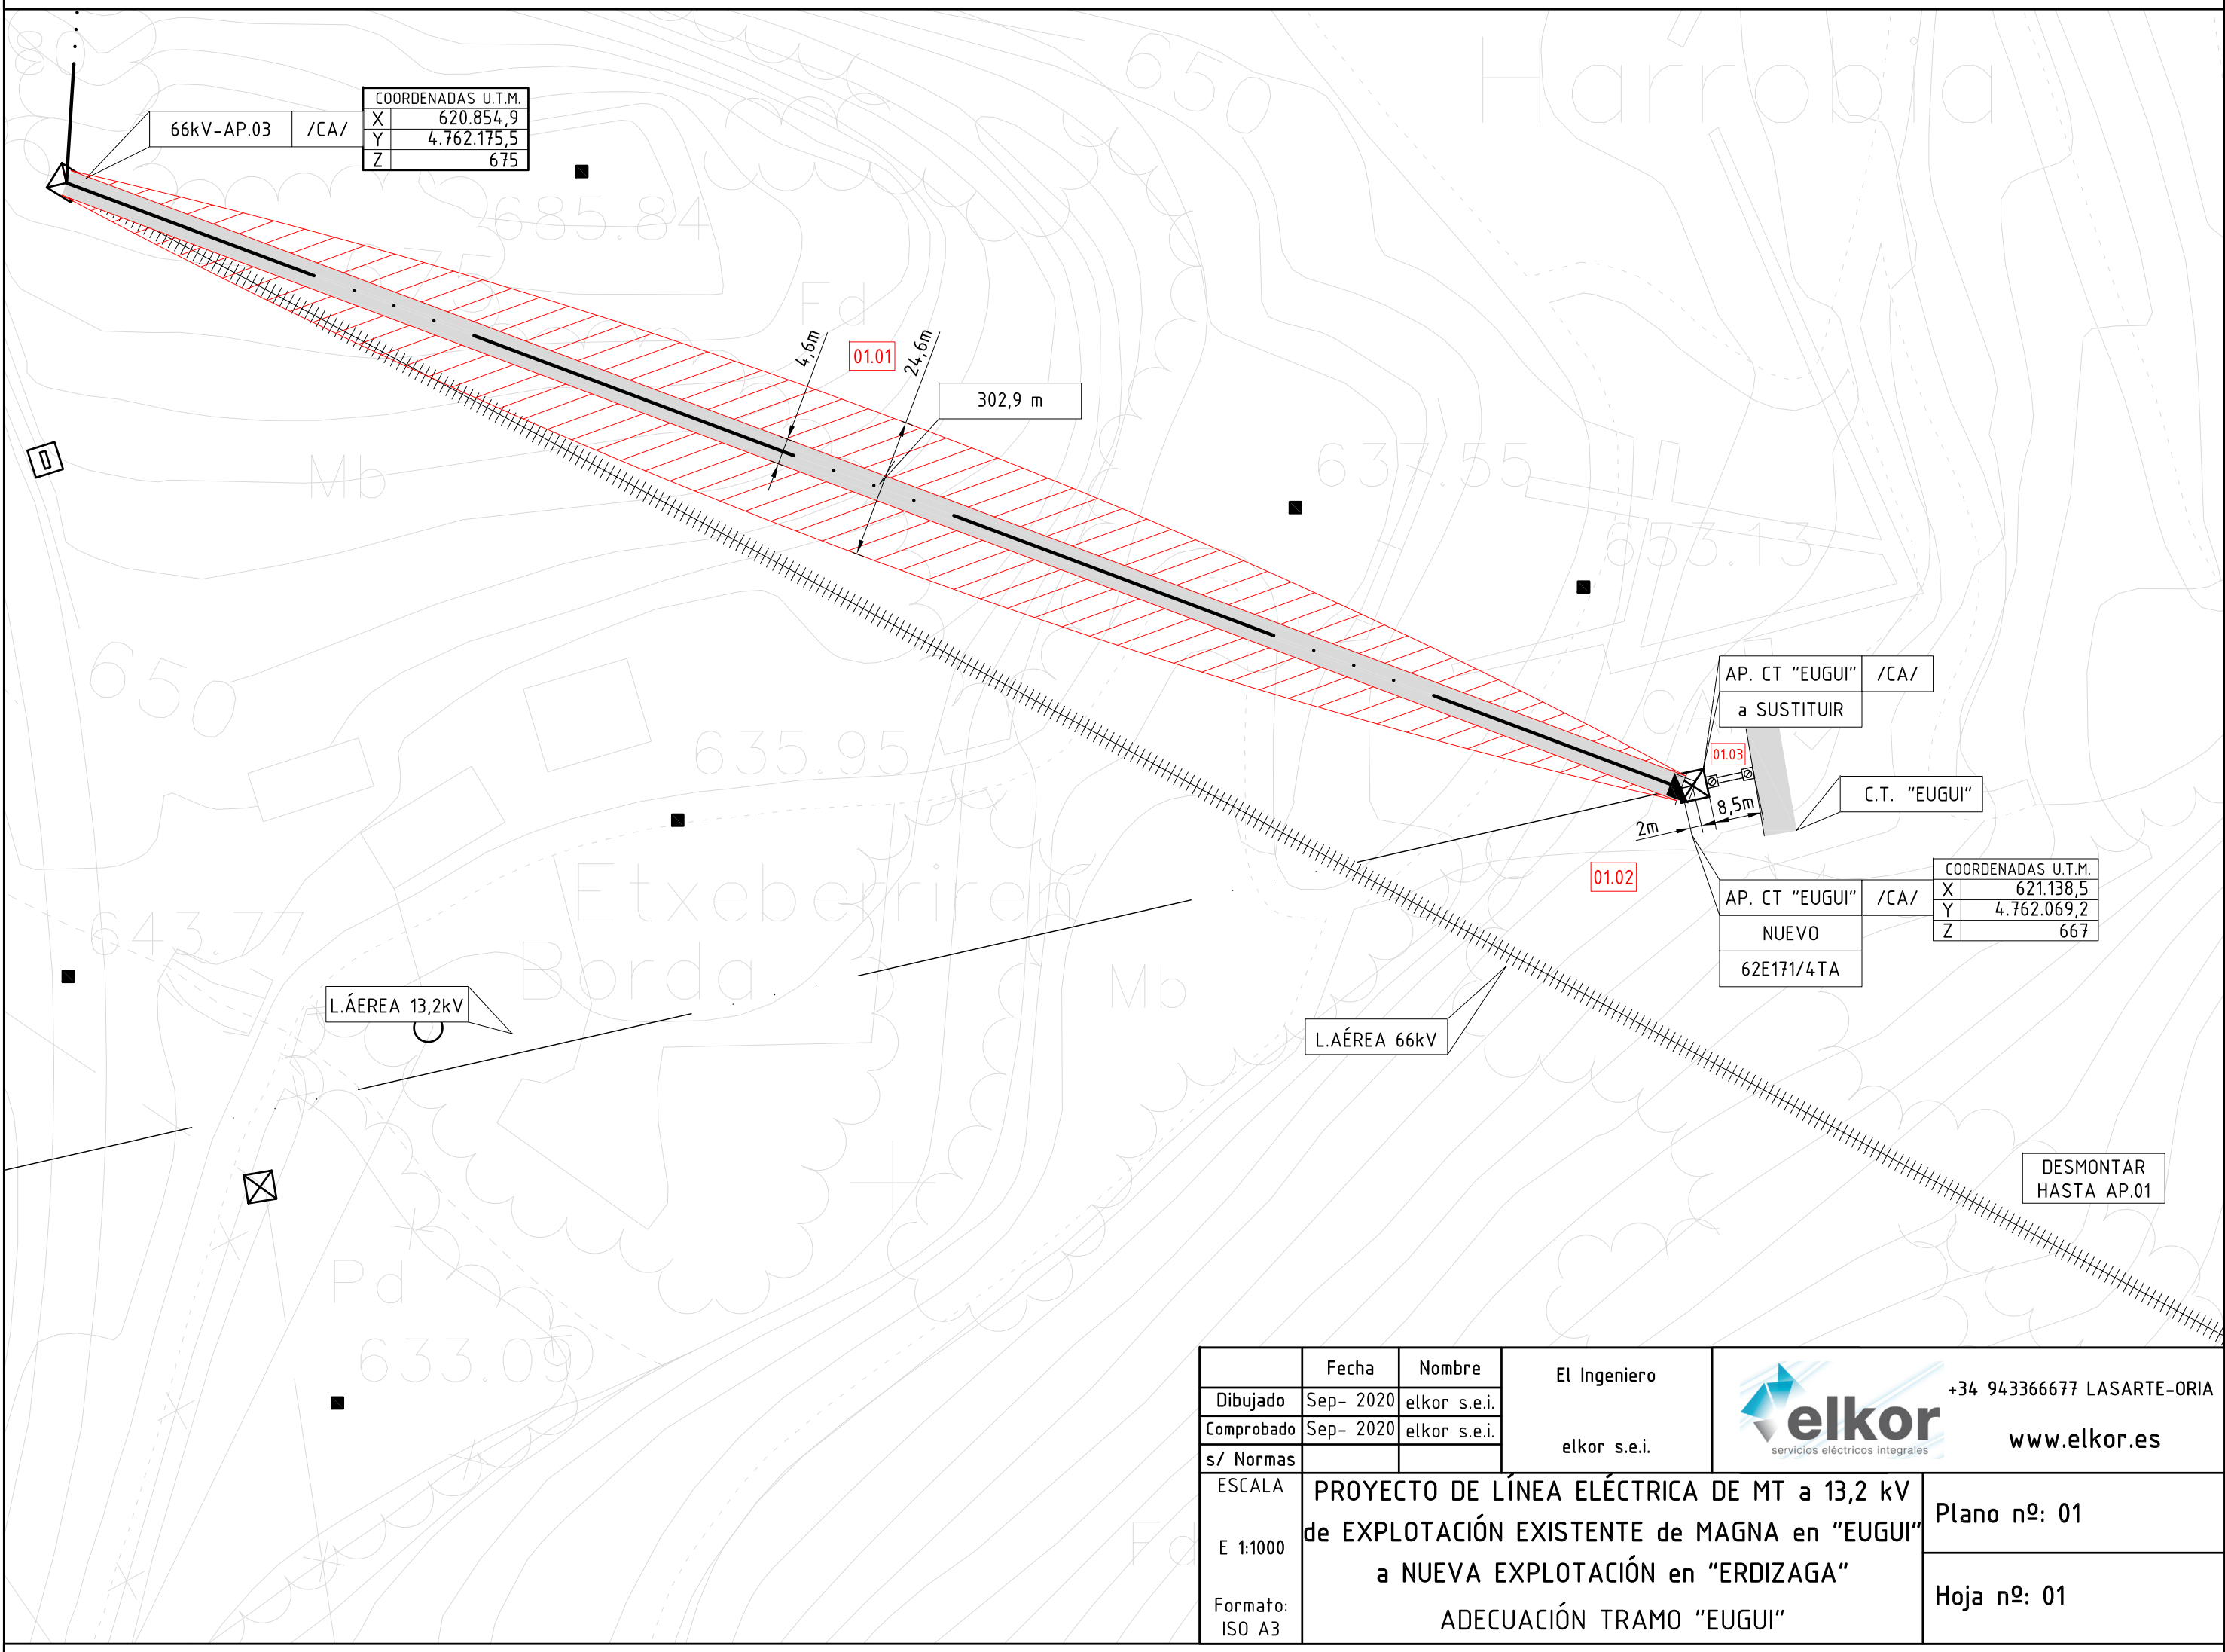 Harrobia
650
COORDENADAS U.T.M.
X 620.854,9
Y 4.762.175,5
Z 675
66kV-AP.03 /CA/
685.84
Fd
4,6m
01.01
24,6m
302,9 m
637.55
Mb
653.13
650
635.95
AP. CT "EUGUI" /CA/
a SUSTITUIR
01.03
C.T. "EUGUI"
8,5m
2m
01.02
COORDENADAS U.T.M.
X 621.138,5
Y 4.762.069,2
Z 667
AP. CT "EUGUI" /CA/
NUEVO
62E171/4TA
Etxeberriren
Borda
643.77
Mb
L.ÁEREA 13,2kV
L.AÉREA 66kV
DESMONTAR
HASTA AP.01
Pd
633.09
Fd
Fecha Nombre
Dibujado Sep- 2020 elkor s.e.i.
Comprobado Sep- 2020 elkor s.e.i.
s/ Normas
El Ingeniero
elkor s.e.i.
elkor
servicios eléctricos integrales
+34 943366677 LASARTE-ORIA
www.elkor.es
ESCALA
E 1:1000
Formato:
ISO A3
PROYECTO DE LÍNEA ELÉCTRICA DE MT a 13,2 kV
de EXPLOTACIÓN EXISTENTE de MAGNA en "EUGUI"
a NUEVA EXPLOTACIÓN en "ERDIZAGA"
ADECUACIÓN TRAMO "EUGUI"
Plano nº: 01
Hoja nº: 01